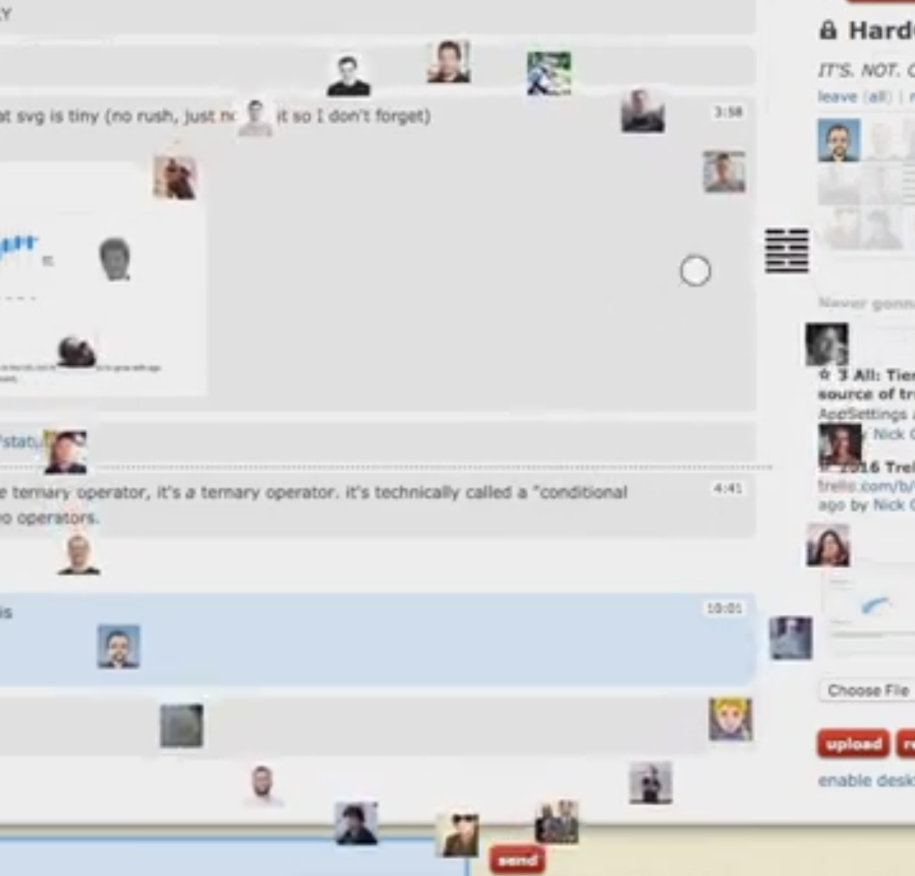 Y
Hard
IT'S. NOT.
leave (all) |
at svg is tiny (no rush, just it so I don't forget)
3:58
Never gonn
☆ 3 All: Tier
source of tr
AppSettings
Nick
/statu
2016 Trel
trello.com/b/
ago by Nick
e ternary operator, it's a ternary operator. it's technically called a "conditional
4:41
o operators.
is
10:01
Choose File
upload
re
enable desk
send